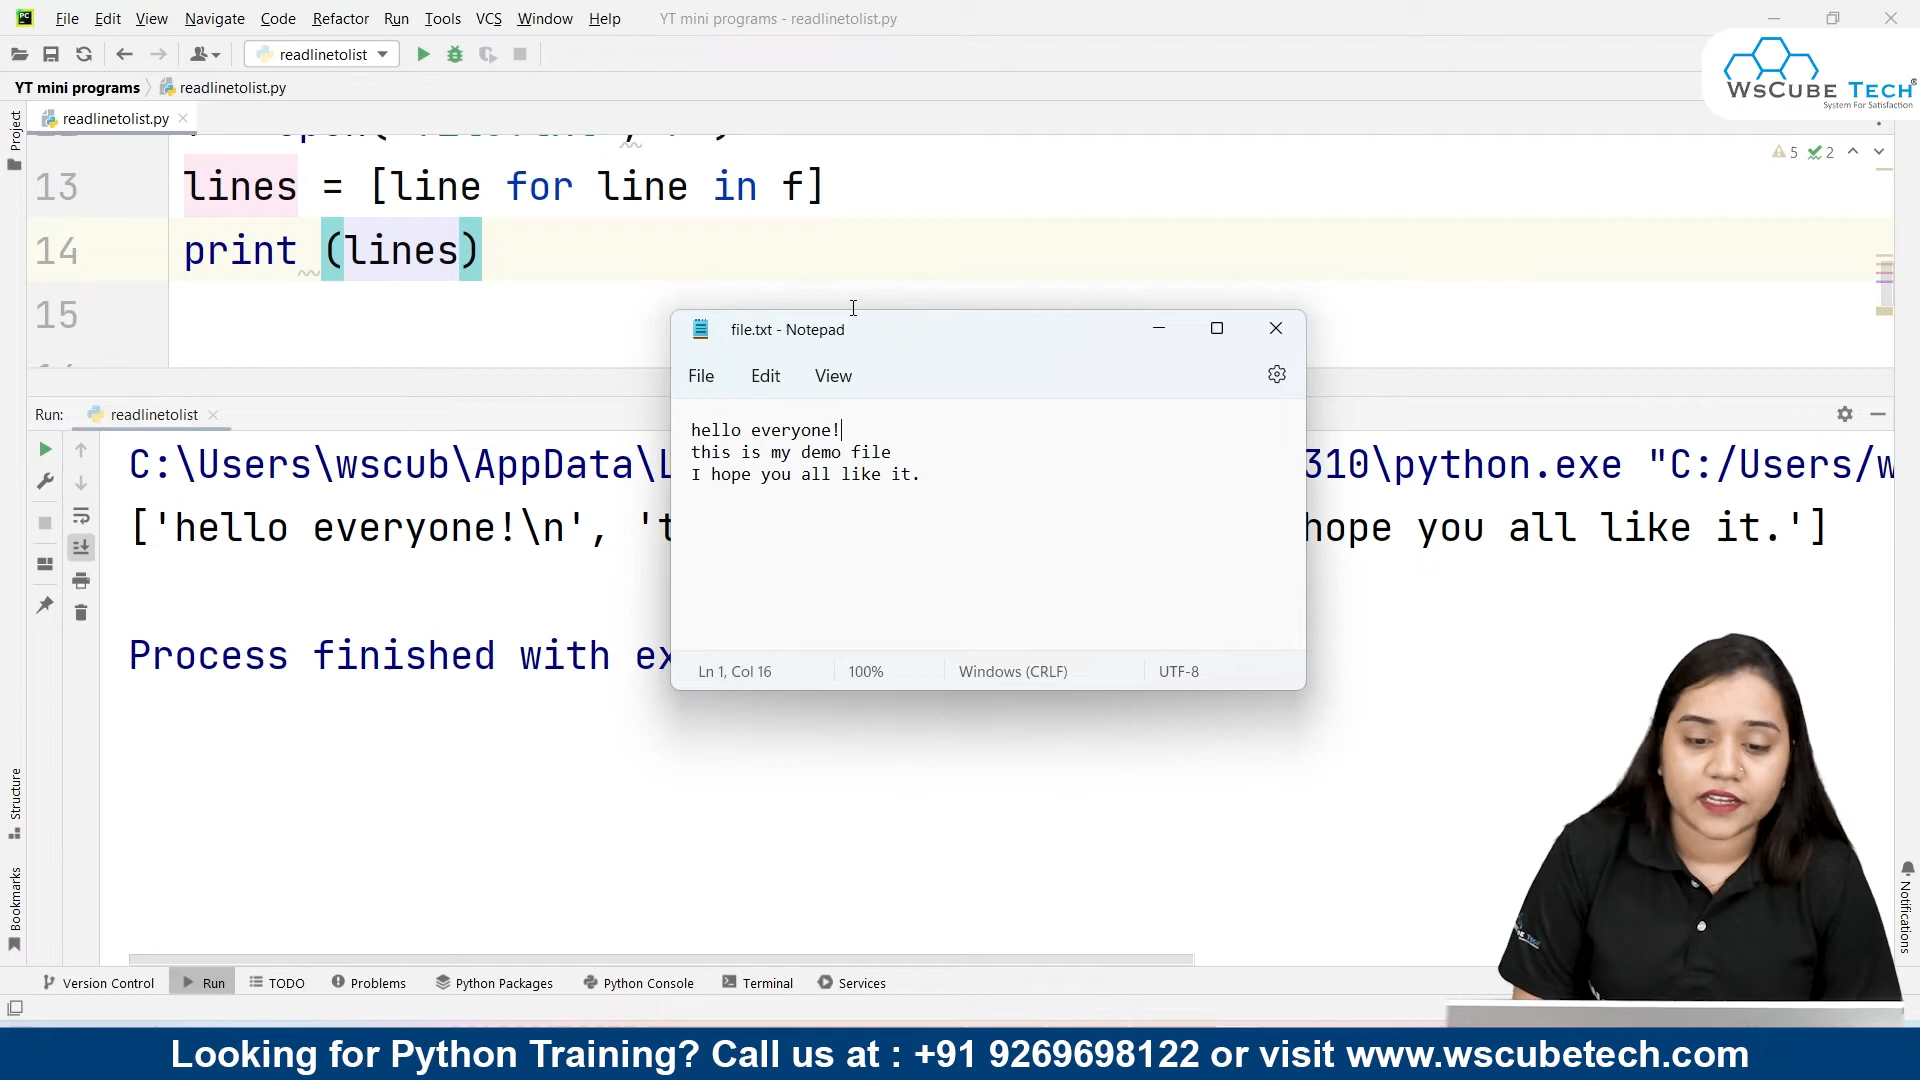 File Edit View Navigate Code Refactor Run Tools VCS Window Help YT mini programs - readlinetolist.py
readlinetolist
YT mini programs readlinetolist.py
WsCube Tech
System For Satisfaction
readlinetolist.py
Project
5 2
13 lines = [line for line in f]
14 print (lines)
15
file.txt - Notepad
File Edit View
hello everyone!
this is my demo file
I hope you all like it.
Ln 1, Col 16 100% Windows (CRLF) UTF-8
Run: readlinetolist
C:\Users\wscub\AppData\L 310\python.exe "C:/Users/w
['hello everyone!\n', 't hope you all like it.']
Process finished with ex
Structure
Bookmarks
Notifications
Version Control Run TODO Problems Python Packages Python Console Terminal Services
Looking for Python Training? Call us at : +91 9269698122 or visit www.wscubetech.com